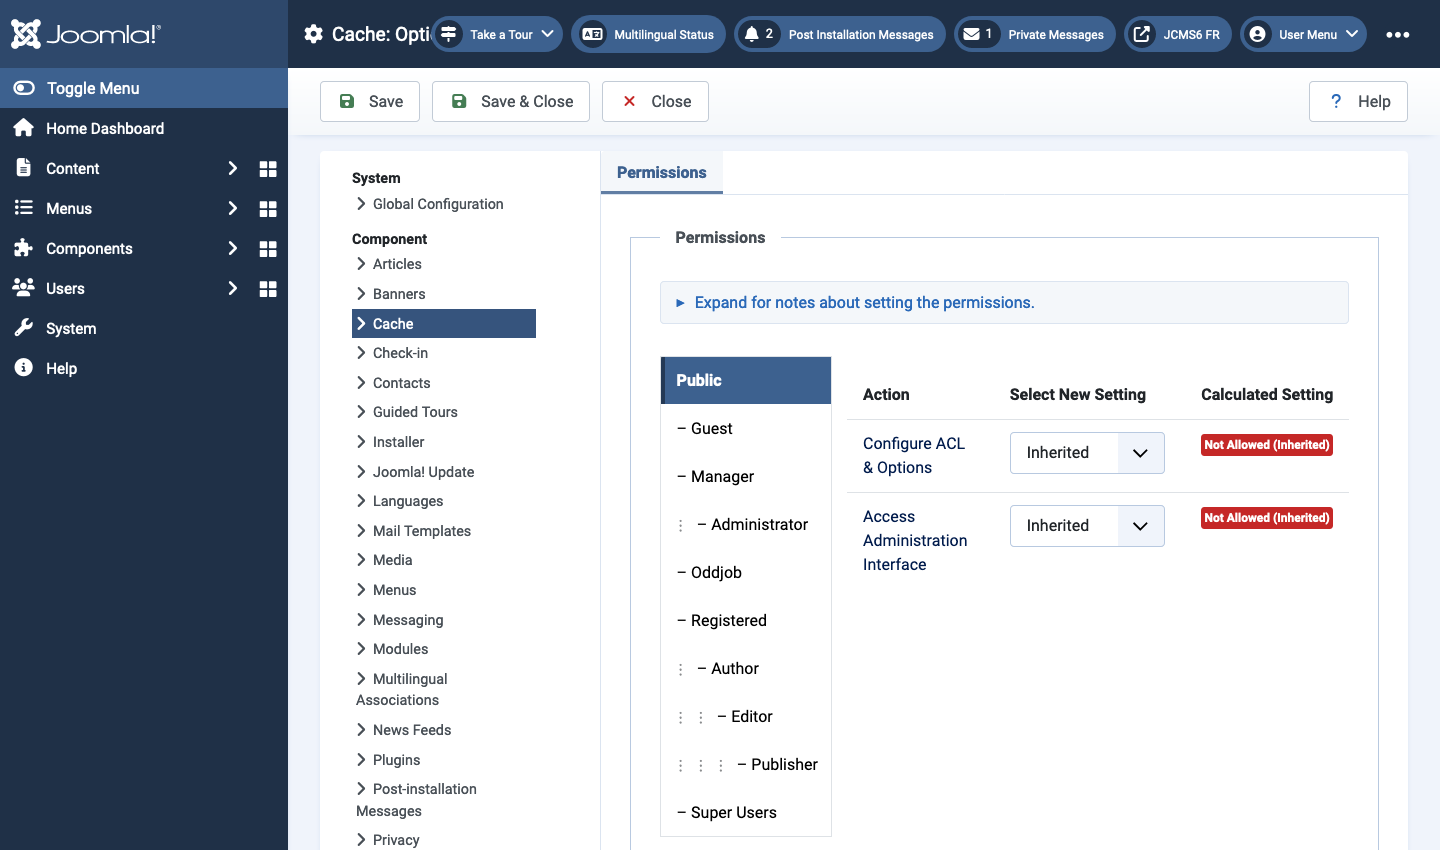 Joomla!
Cache: Opti
Take a Tour
Multilingual Status
2 Post Installation Messages
1 Private Messages
JCMS6 FR
User Menu
Toggle Menu
Home Dashboard
Content
Menus
Components
Users
System
Help
Save
Save & Close
Close
? Help
System
Global Configuration
Component
Articles
Banners
Cache
Check-in
Contacts
Guided Tours
Installer
Joomla! Update
Languages
Mail Templates
Media
Menus
Messaging
Modules
Multilingual
Associations
News Feeds
Plugins
Post-installation
Messages
Privacy
Permissions
Permissions
Expand for notes about setting the permissions.
Public
– Guest
– Manager
– Administrator
– Oddjob
– Registered
– Author
– Editor
– Publisher
– Super Users
Action
Select New Setting
Calculated Setting
Configure ACL
& Options
Inherited
Not Allowed (Inherited)
Access
Administration
Interface
Inherited
Not Allowed (Inherited)